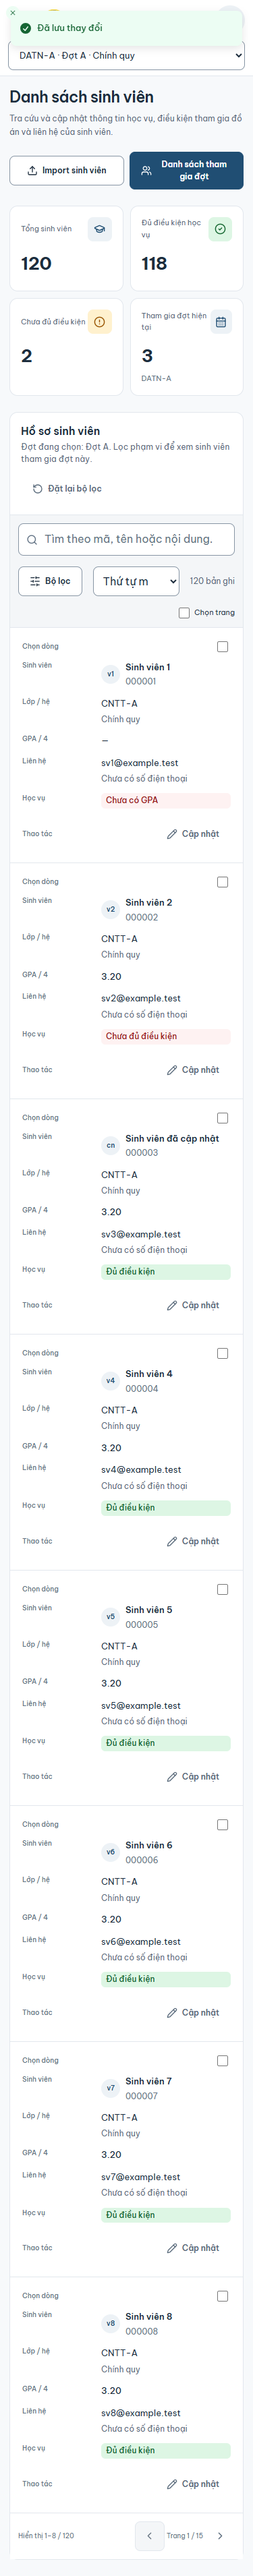 Đã lưu thay đổi
DATN-A · Đợt A · Chính quy
Danh sách sinh viên
Tra cứu và cập nhật thông tin học vụ, điều kiện tham gia đồ
án và liên hệ của sinh viên.
Import sinh viên
Danh sách tham
gia đợt
Tổng sinh viên
120
Đủ điều kiện học
vụ
118
Chưa đủ điều kiện
2
Tham gia đợt hiện
tại
3
DATN-A
Hồ sơ sinh viên
Đợt đang chọn: Đợt A. Lọc phạm vi để xem sinh viên
tham gia đợt này.
Đặt lại bộ lọc
Tìm theo mã, tên hoặc nội dung.
Bộ lọc
Thứ tự m
120 bản ghi
Chọn trang
Chọn dòng
Sinh viên
v1
Sinh viên 1
000001
Lớp / hệ
CNTT-A
Chính quy
GPA / 4
—
Liên hệ
sv1@example.test
Chưa có số điện thoại
Học vụ
Chưa có GPA
Thao tác
Cập nhật
Chọn dòng
Sinh viên
v2
Sinh viên 2
000002
Lớp / hệ
CNTT-A
Chính quy
GPA / 4
3.20
Liên hệ
sv2@example.test
Chưa có số điện thoại
Học vụ
Chưa đủ điều kiện
Thao tác
Cập nhật
Chọn dòng
Sinh viên
cn
Sinh viên đã cập nhật
000003
Lớp / hệ
CNTT-A
Chính quy
GPA / 4
3.20
Liên hệ
sv3@example.test
Chưa có số điện thoại
Học vụ
Đủ điều kiện
Thao tác
Cập nhật
Chọn dòng
Sinh viên
v4
Sinh viên 4
000004
Lớp / hệ
CNTT-A
Chính quy
GPA / 4
3.20
Liên hệ
sv4@example.test
Chưa có số điện thoại
Học vụ
Đủ điều kiện
Thao tác
Cập nhật
Chọn dòng
Sinh viên
v5
Sinh viên 5
000005
Lớp / hệ
CNTT-A
Chính quy
GPA / 4
3.20
Liên hệ
sv5@example.test
Chưa có số điện thoại
Học vụ
Đủ điều kiện
Thao tác
Cập nhật
Chọn dòng
Sinh viên
v6
Sinh viên 6
000006
Lớp / hệ
CNTT-A
Chính quy
GPA / 4
3.20
Liên hệ
sv6@example.test
Chưa có số điện thoại
Học vụ
Đủ điều kiện
Thao tác
Cập nhật
Chọn dòng
Sinh viên
v7
Sinh viên 7
000007
Lớp / hệ
CNTT-A
Chính quy
GPA / 4
3.20
Liên hệ
sv7@example.test
Chưa có số điện thoại
Học vụ
Đủ điều kiện
Thao tác
Cập nhật
Chọn dòng
Sinh viên
v8
Sinh viên 8
000008
Lớp / hệ
CNTT-A
Chính quy
GPA / 4
3.20
Liên hệ
sv8@example.test
Chưa có số điện thoại
Học vụ
Đủ điều kiện
Thao tác
Cập nhật
Hiển thị 1–8 / 120
Trang 1 / 15